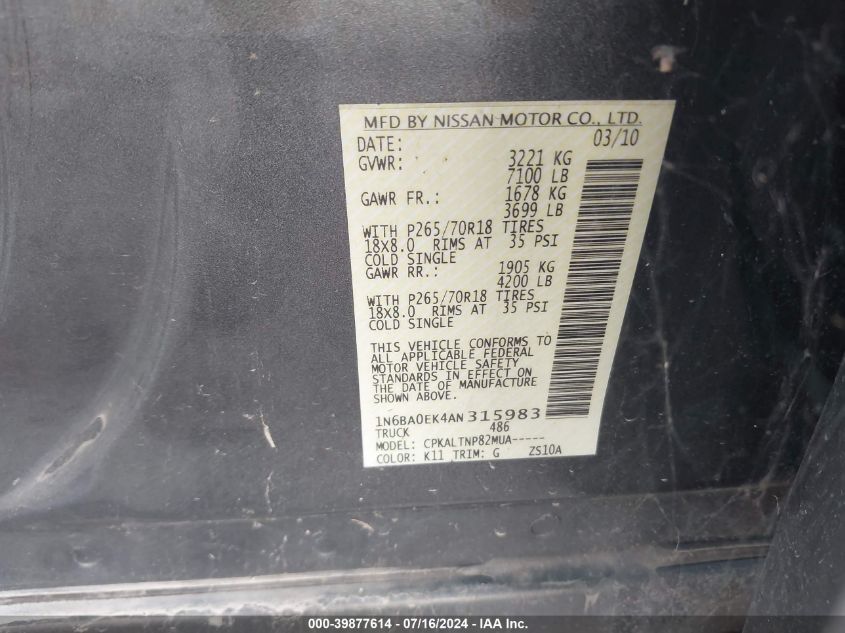 MFD BY NISSAN MOTOR CO., LTD.
DATE: 03/10
GVWR: 3221 KG
7100 LB
GAWR FR.: 1678 KG
3699 LB
WITH P265/70R18 TIRES
18X8.0 RIMS AT 35 PSI
COLD SINGLE
GAWR RR.: 1905 KG
4200 LB
WITH P265/70R18 TIRES
18X8.0 RIMS AT 35 PSI
COLD SINGLE
THIS VEHICLE CONFORMS TO
ALL APPLICABLE FEDERAL
MOTOR VEHICLE SAFETY
STANDARDS IN EFFECT ON
THE DATE OF MANUFACTURE
SHOWN ABOVE.
1N6BA0EK4AN315983
TRUCK 486
MODEL: CPKALTNP82MUA-----
COLOR: K11 TRIM: G ZS10A
000-39877614 - 07/16/2024 - IAA Inc.